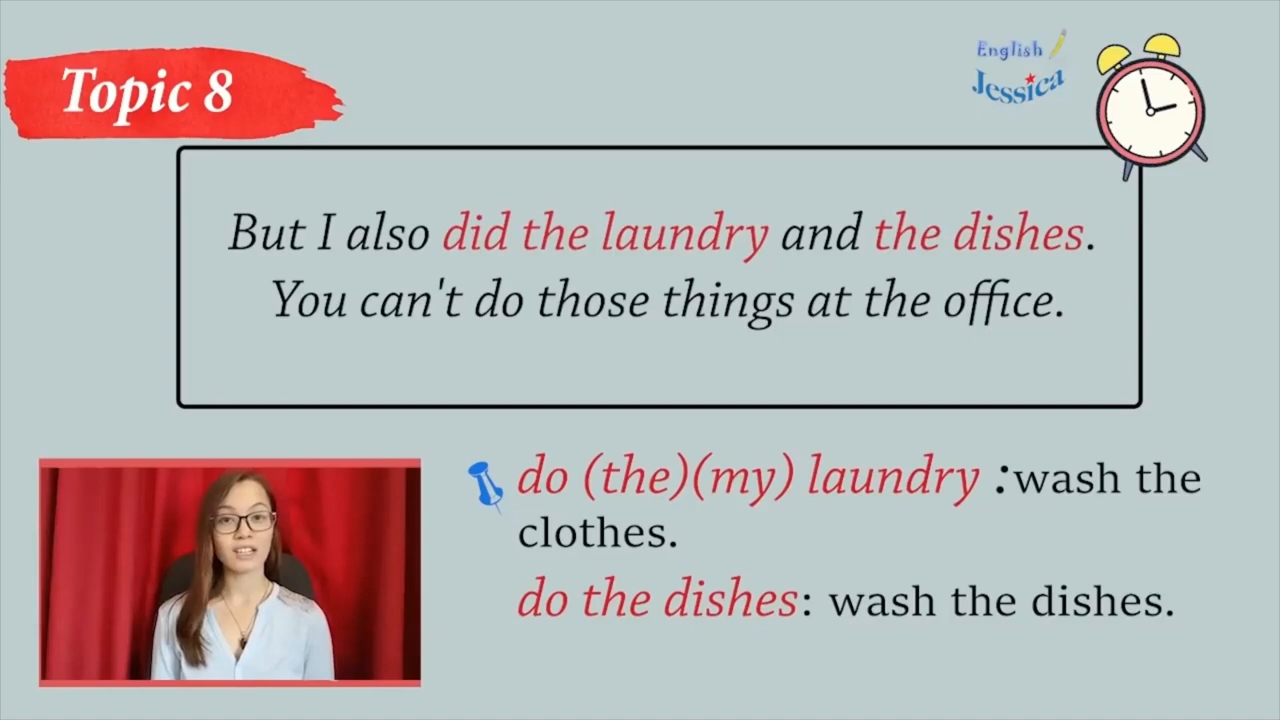 Topic 8
English
Jessica
But I also did the laundry and the dishes.
You can't do those things at the office.
do (the)(my) laundry :wash the
clothes.
do the dishes: wash the dishes.